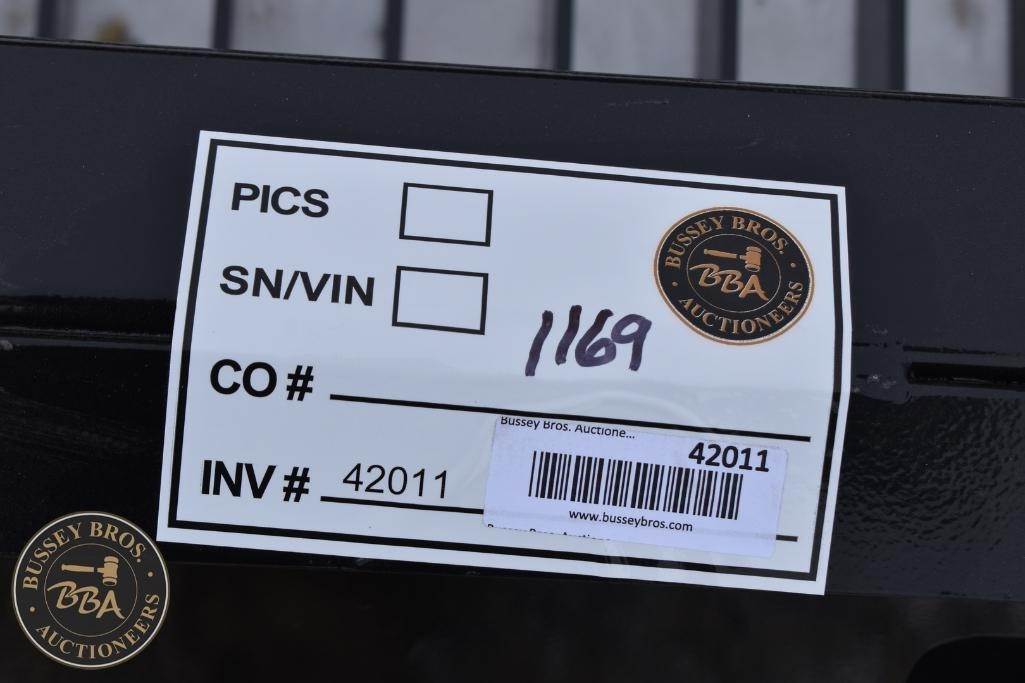 PICS
BUSSEY BROS.
BBA
AUCTIONEERS
SN/VIN
1169
CO #
Bussey Bros. Auctione...
42011
INV # 42011
www.busseybros.com
BUSSEY BROS.
BBA
AUCTIONEERS